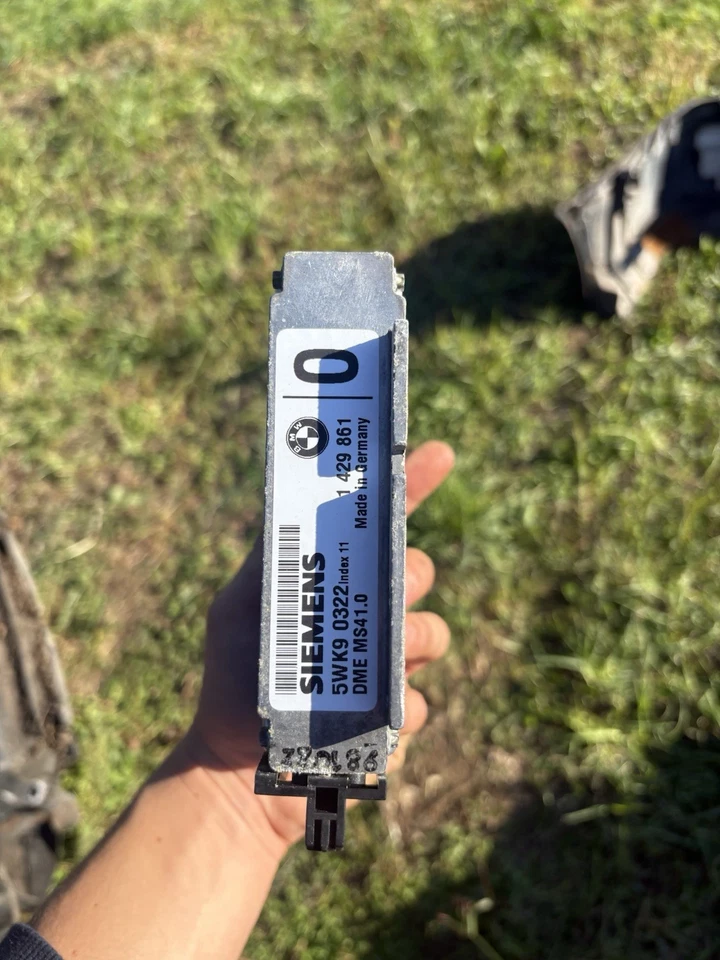 0
BMW
1 429 861
Made in Germany
SIEMENS
5WK9 0322 Index 11
DME MS41.0